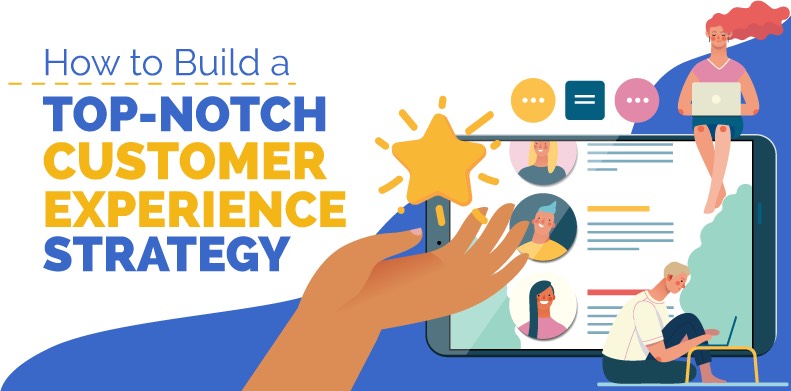 How to Build a
TOP-NOTCH
CUSTOMER
EXPERIENCE
STRATEGY